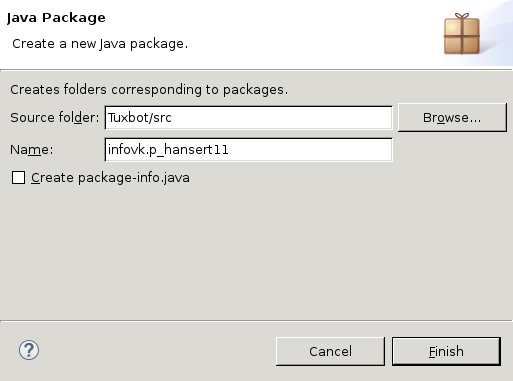 Java Package
Create a new Java package.
Creates folders corresponding to packages.
Source folder: Tuxbot/src Browse...
Name: infovk.p_hansert11
Create package-info.java
? Cancel Finish